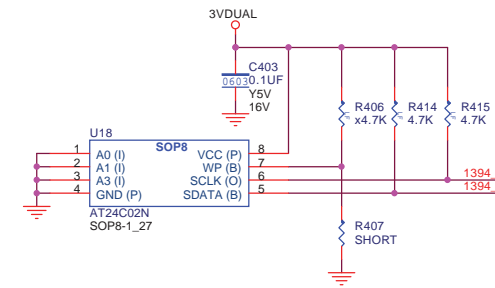 3VDUAL
C403
0603 0.1UF
Y5V
16V
R406
x4.7K
R414
4.7K
R415
4.7K
U18
SOP8
1 A0 (I) VCC (P) 8
2 A1 (I) WP (B) 7
3 A3 (I) SCLK (O) 6 1394_
4 GND (P) SDATA (B) 5 1394_
AT24C02N
SOP8-1_27
R407
SHORT